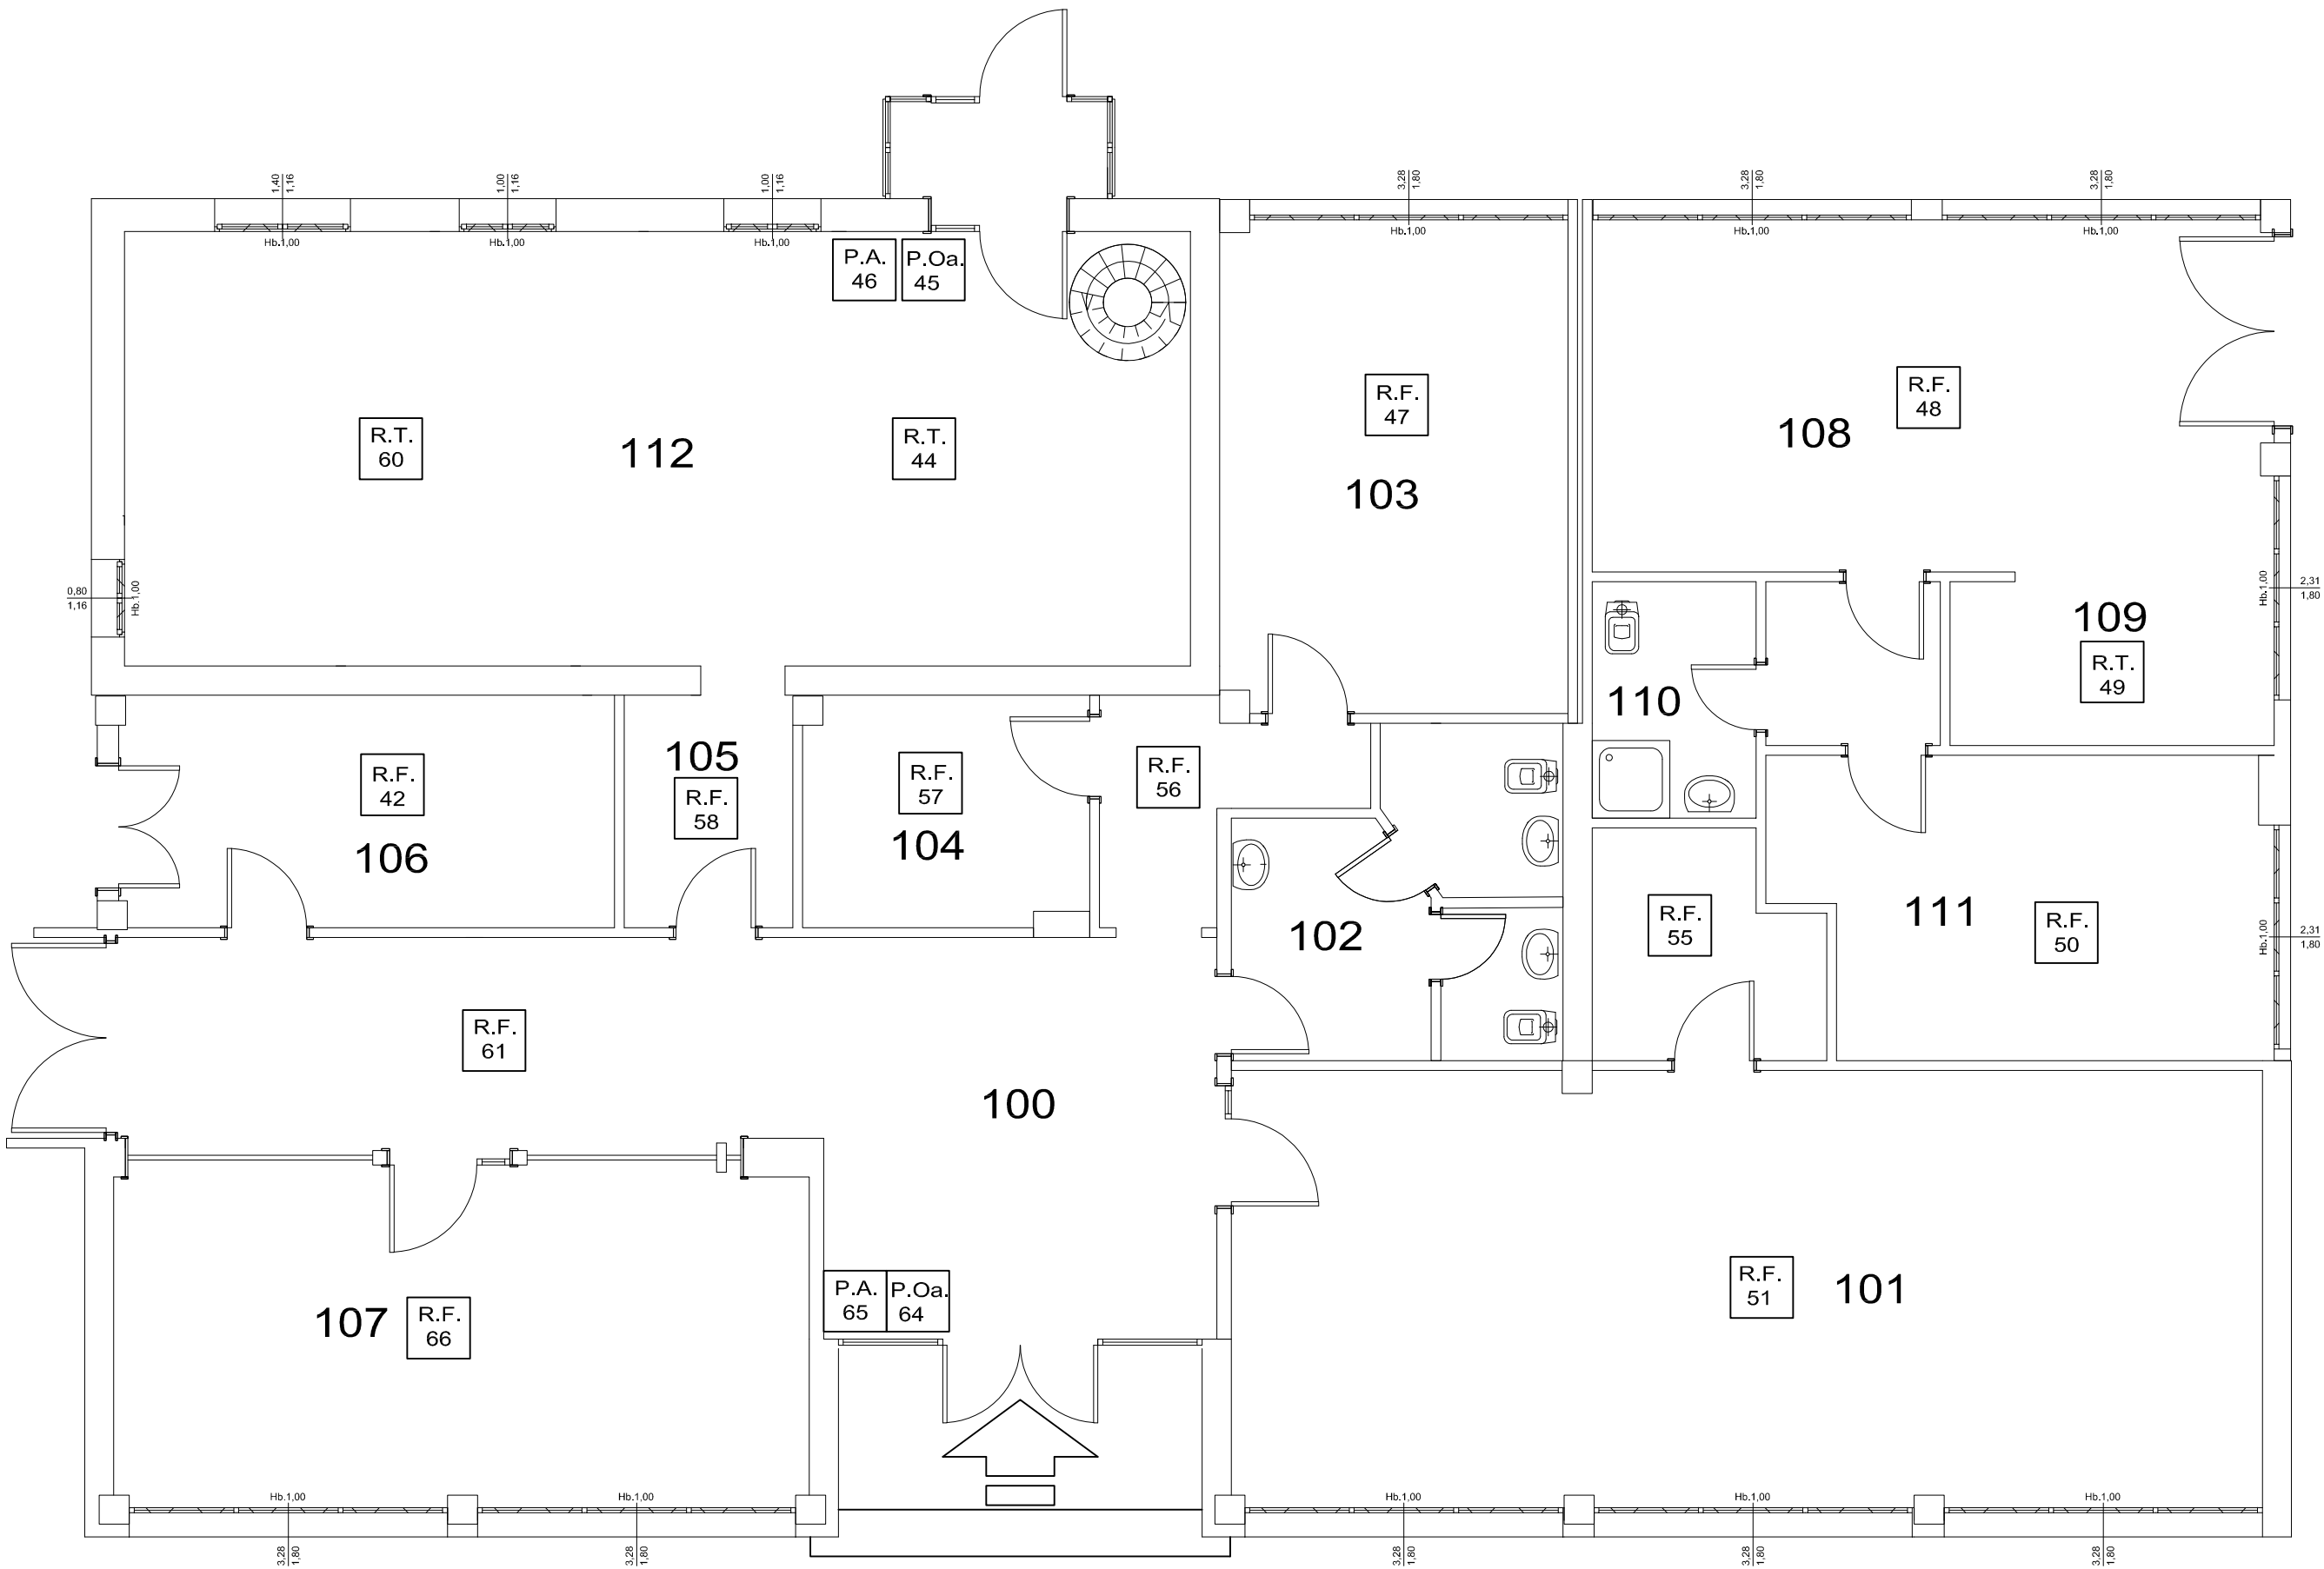 1,40
1,16
1,00
1,16
1,00
1,16
3,28
1,80
3,28
1,80
3,28
1,80
Hb.1,00
Hb.1,00
Hb.1,00
Hb.1,00
Hb.1,00
Hb.1,00
P.A.
46
P.Oa.
45
R.T.
60
112
R.T.
44
R.F.
47
103
R.F.
48
108
0,80
1,16
Hb.1,00
Hb.1,00
2,31
1,80
109
R.T.
49
110
105
R.F.
42
106
R.F.
58
R.F.
57
104
R.F.
56
102
R.F.
55
111
R.F.
50
Hb.1,00
2,31
1,80
R.F.
61
100
P.A.
65
P.Oa.
64
R.F.
51
101
107
R.F.
66
Hb.1,00
Hb.1,00
Hb.1,00
Hb.1,00
Hb.1,00
3,28
1,80
3,28
1,80
3,28
1,80
3,28
1,80
3,28
1,80